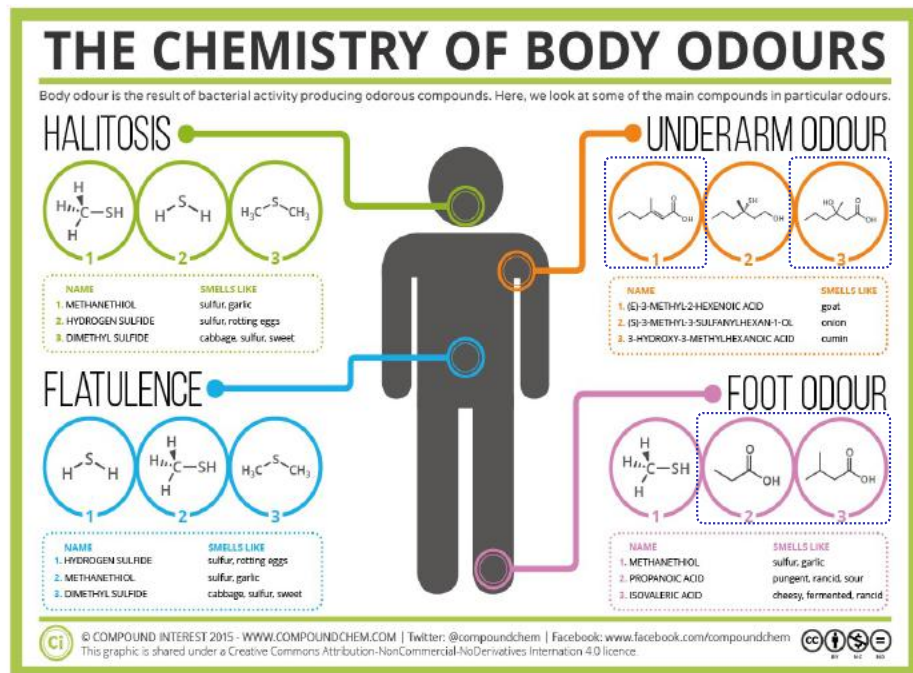 THE CHEMISTRY OF BODY ODOURS
Body odour is the result of bacterial activity producing odorous compounds. Here, we look at some of the main compounds in particular odours.
HALITOSIS
H
H C SH
H
1
S
H H
2
S
H₃C CH₃
3
NAME SMELLS LIKE
1. METHANETHIOL sulfur, garlic
2. HYDROGEN SULFIDE sulfur, rotting eggs
3. DIMETHYL SULFIDE cabbage, sulfur, sweet
UNDERARM ODOUR
O
OH
1
SH
OH
2
HO O
OH
3
NAME SMELLS LIKE
1. (E)-3-METHYL-2-HEXENOIC ACID goat
2. (S)-3-METHYL-3-SULFANYLHEXAN-1-OL onion
3. 3-HYDROXY-3-METHYLHEXANOIC ACID cumin
FLATULENCE
S
H H
1
H
H C SH
H
2
S
H₃C CH₃
3
NAME SMELLS LIKE
1. HYDROGEN SULFIDE sulfur, rotting eggs
2. METHANETHIOL sulfur, garlic
3. DIMETHYL SULFIDE cabbage, sulfur, sweet
FOOT ODOUR
H
H C SH
H
1
O
OH
2
O
OH
3
NAME SMELLS LIKE
1. METHANETHIOL sulfur, garlic
2. PROPANOIC ACID pungent, rancid, sour
3. ISOVALERIC ACID cheesy, fermented, rancid
Ci
© COMPOUND INTEREST 2015 - WWW.COMPOUNDCHEM.COM | Twitter: @compoundchem | Facebook: www.facebook.com/compoundchem
This graphic is shared under a Creative Commons Attribution-NonCommercial-NoDerivatives Internation 4.0 licence.
CC
BY NC ND